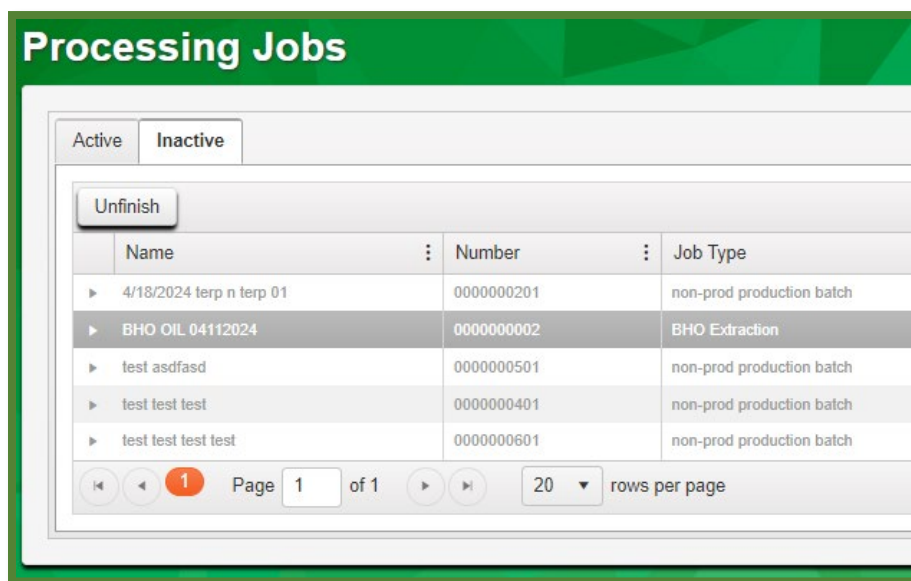 Processing Jobs
Active Inactive
Unfinish
Name Number Job Type
4/18/2024 terp n terp 01 0000000201 non-prod production batch
BHO OIL 04112024 0000000002 BHO Extraction
test asdfasd 0000000501 non-prod production batch
test test test 0000000401 non-prod production batch
test test test test 0000000601 non-prod production batch
1 Page 1 of 1 20 rows per page